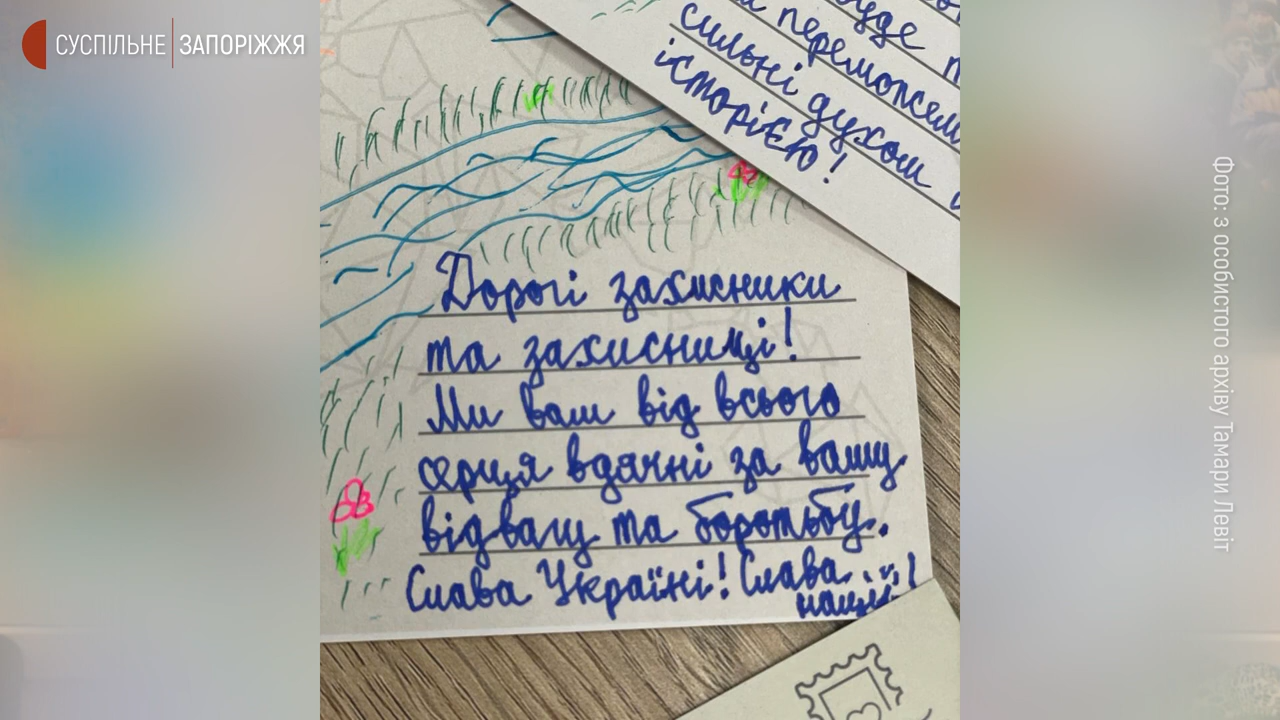 СУСПІЛЬНЕ ЗАПОРІЖЖЯ
переможем
сильні духом
історією!
Дорогі захисники
та захисниці!
Ми вам від всього
серця вдячні за вашу
відвагу та боротьбу.
Слава Україні! Слава
нації!
Фото: з особистого архіву Тамари Левіт